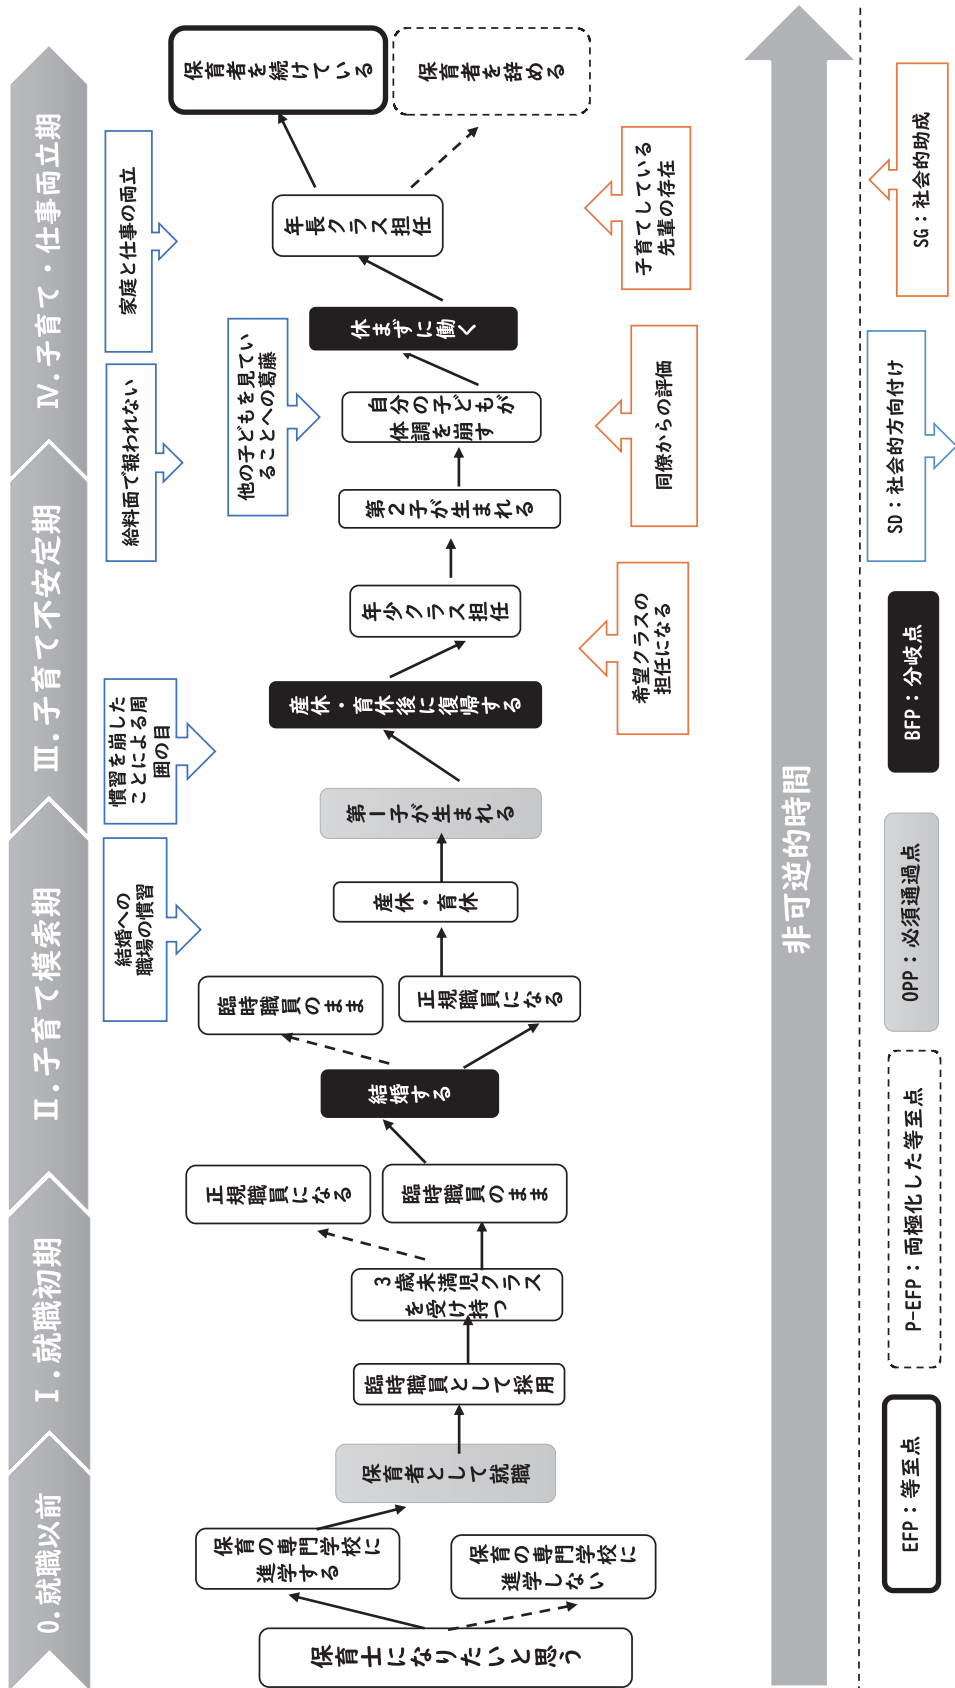 0. 就職以前
I. 就職初期
II. 子育て模索期
III. 子育て不安定期
IV. 子育て・仕事両立期
結婚への
職場の慣習
慣習を崩した
ことによる周
囲の目
給料面で報われない
他の子どもを見てい
ることへの葛藤
家庭と仕事の両立
保育士になりたいと思う
保育の専門学校に
進学する
保育の専門学校に
進学しない
保育者として就職
臨時職員として採用
3歳未満児クラス
を受け持つ
正規職員になる
臨時職員のまま
結婚する
臨時職員のまま
正規職員になる
産休・育休
第1子が生まれる
産休・育休後に復帰する
年少クラス担任
第2子が生まれる
自分の子どもが
体調を崩す
休まずに働く
年長クラス担任
保育者を続けている
保育者を辞める
希望クラスの
担任になる
同僚からの評価
子育てしている
先輩の存在
非可逆的時間
EFP：等至点
P-EFP：両極化した等至点
OPP：必須通過点
BFP：分岐点
SD：社会的方向付け
SG：社会的助成